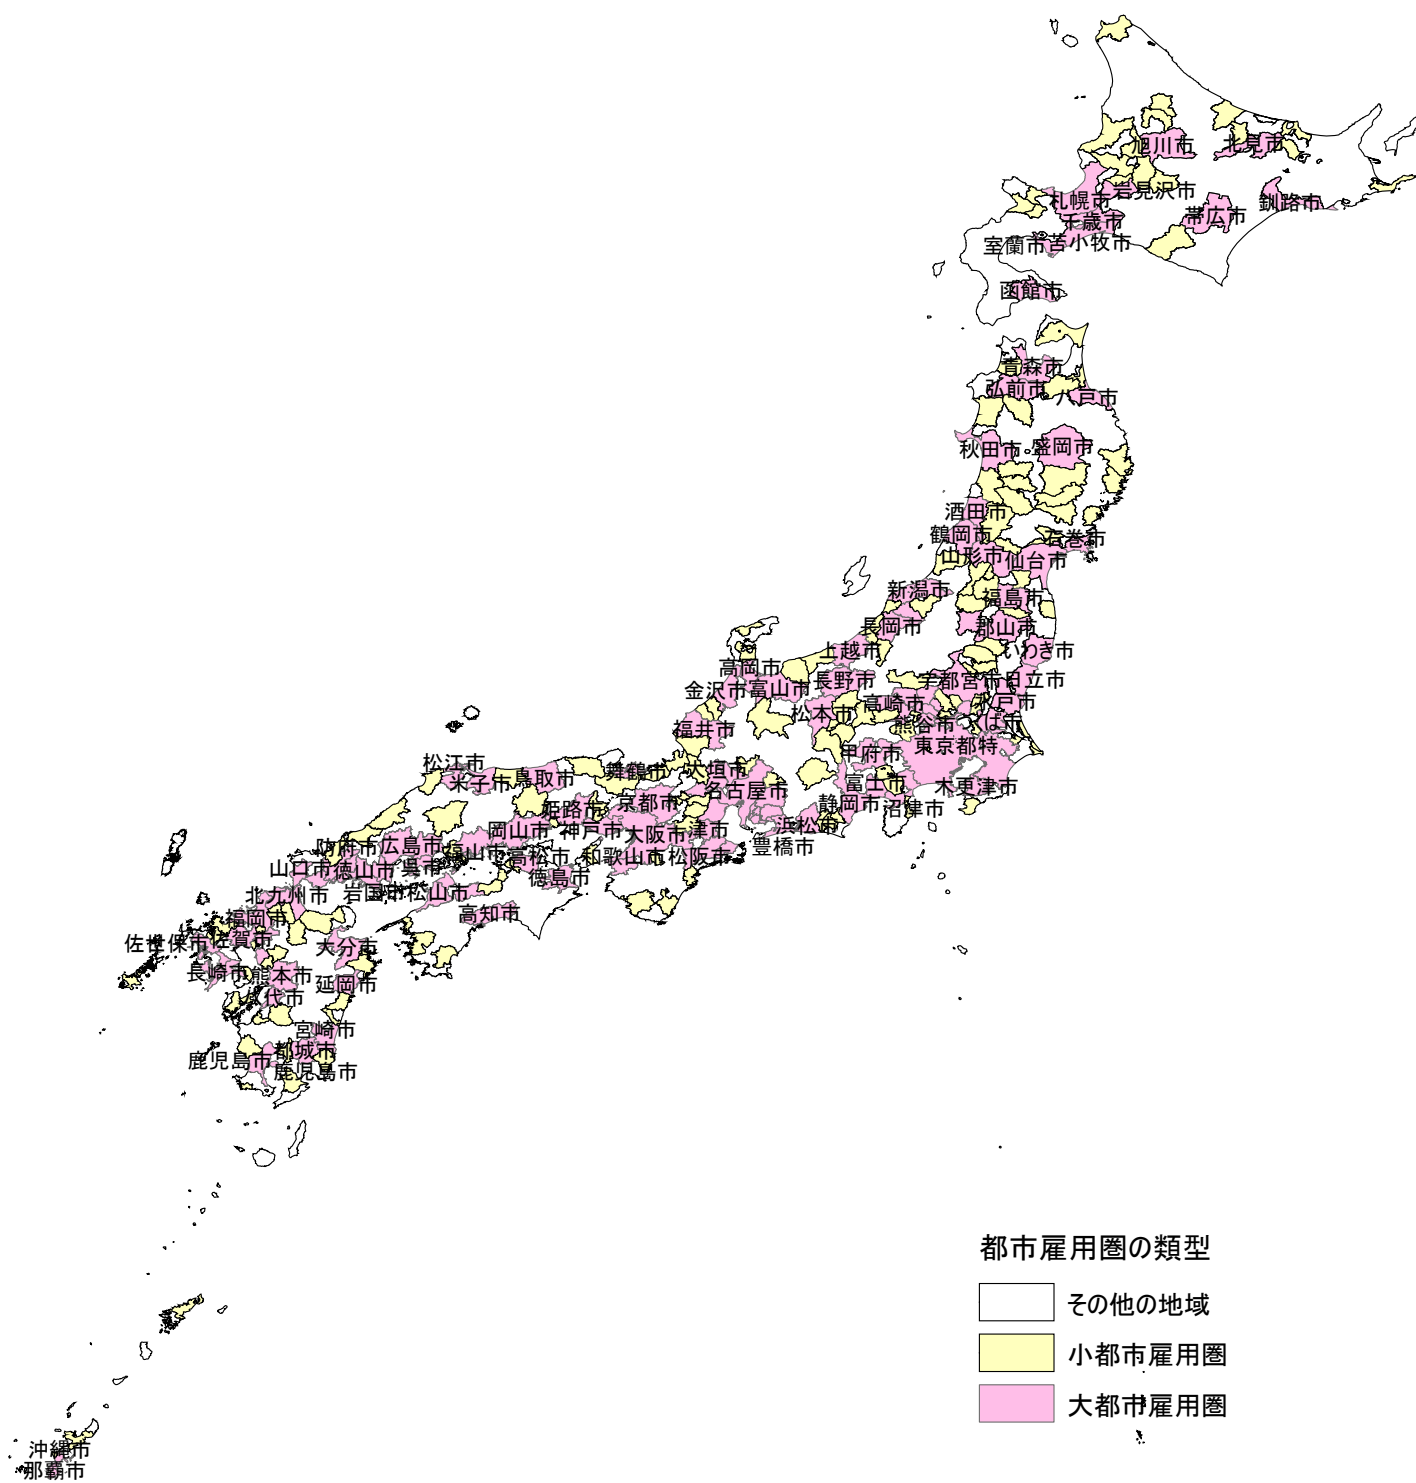 旭川市
北見市
岩見沢市
札幌市
釧路市
帯広市
千歳市
室蘭市
苫小牧市
函館市
青森市
弘前市
八戸市
秋田市
盛岡市
酒田市
鶴岡市
石巻市
山形市
仙台市
新潟市
福島市
長岡市
郡山市
上越市
いわき市
高岡市
長野市
宇都宮市
日立市
金沢市
富山市
高崎市
水戸市
松本市
熊谷市
つくば市
福井市
東京都特
甲府市
松江市
米子市
鳥取市
舞鶴市
大垣市
富士市
木更津市
名古屋市
姫路市
京都市
静岡市
沼津市
岡山市
神戸市
大阪市
津市
浜松市
豊橋市
防府市
広島市
福山市
高松市
和歌山市
松阪市
山口市
徳山市
呉市
徳島市
岩国市
松山市
北九州市
福岡市
高知市
佐世保市
佐賀市
大分市
長崎市
熊本市
延岡市
八代市
宮崎市
都城市
鹿児島市
鹿児島市
沖縄市
那覇市
都市雇用圏の類型
その他の地域
小都市雇用圏
大都市雇用圏